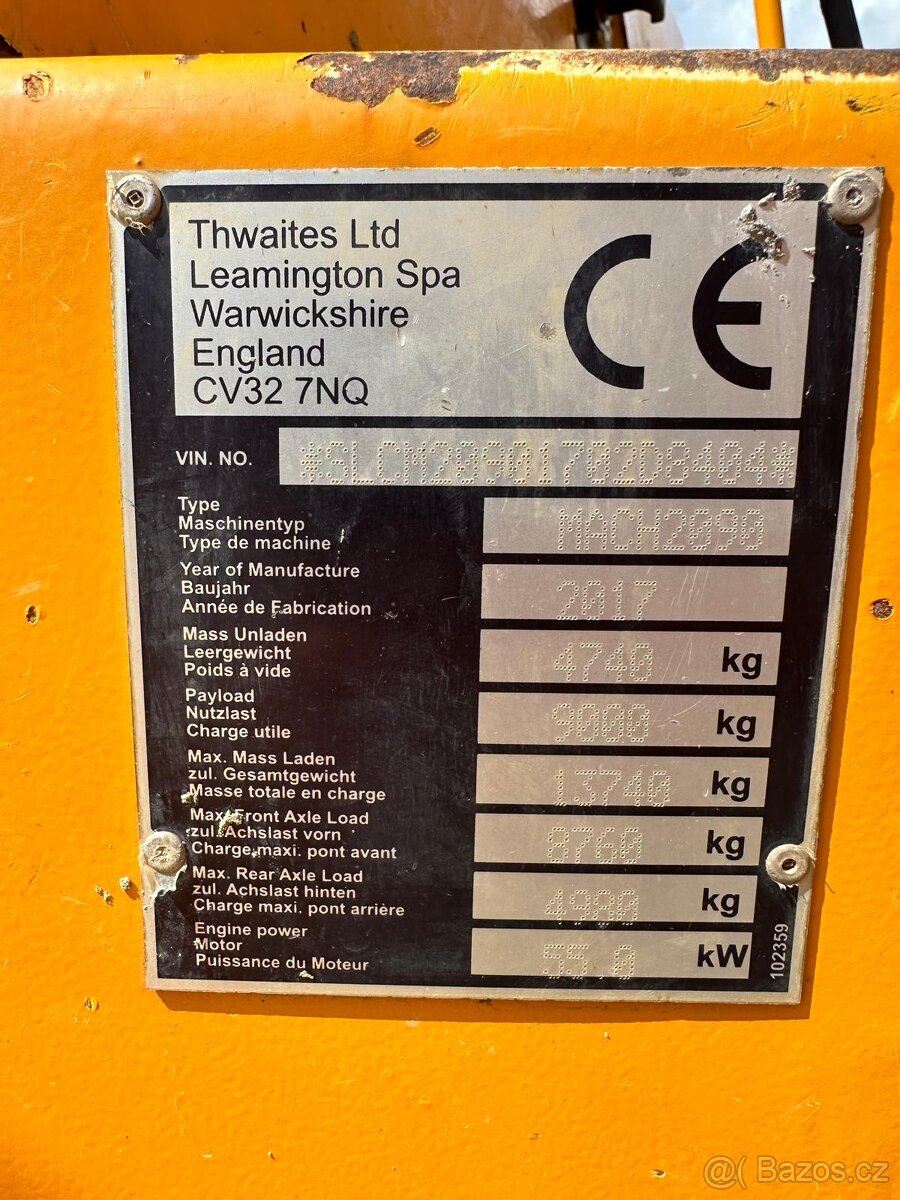 Thwaites Ltd
Leamington Spa
Warwickshire
England
CV32 7NQ
CE
VIN. NO. *SLCM20901702D8404*
Type
Maschinentyp
Type de machine
MACH2090
Year of Manufacture
Baujahr
Année de Fabrication
2017
Mass Unladen
Leergewicht
Poids à vide
4740 kg
Payload
Nutzlast
Charge utile
9000 kg
Max. Mass Laden
zul. Gesamtgewicht
Masse totale en charge
13740 kg
Max. Front Axle Load
zul. Achslast vorn
Charge maxi. pont avant
8760 kg
Max. Rear Axle Load
zul. Achslast hinten
Charge maxi. pont arrière
4980 kg
Engine power
Motor
Puissance du Moteur
55.0 kW
102359
@ Bazos.cz